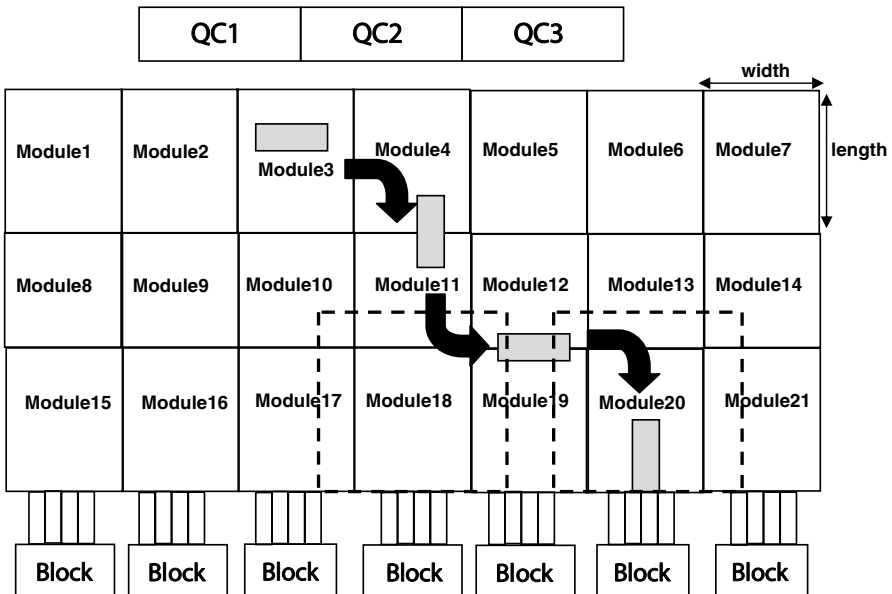 QC1 QC2 QC3
width
Module1 Module2 Module3 Module4 Module5 Module6 Module7 length
Module8 Module9 Module10 Module11 Module12 Module13 Module14
Module15 Module16 Module17 Module18 Module19 Module20 Module21
Block Block Block Block Block Block Block